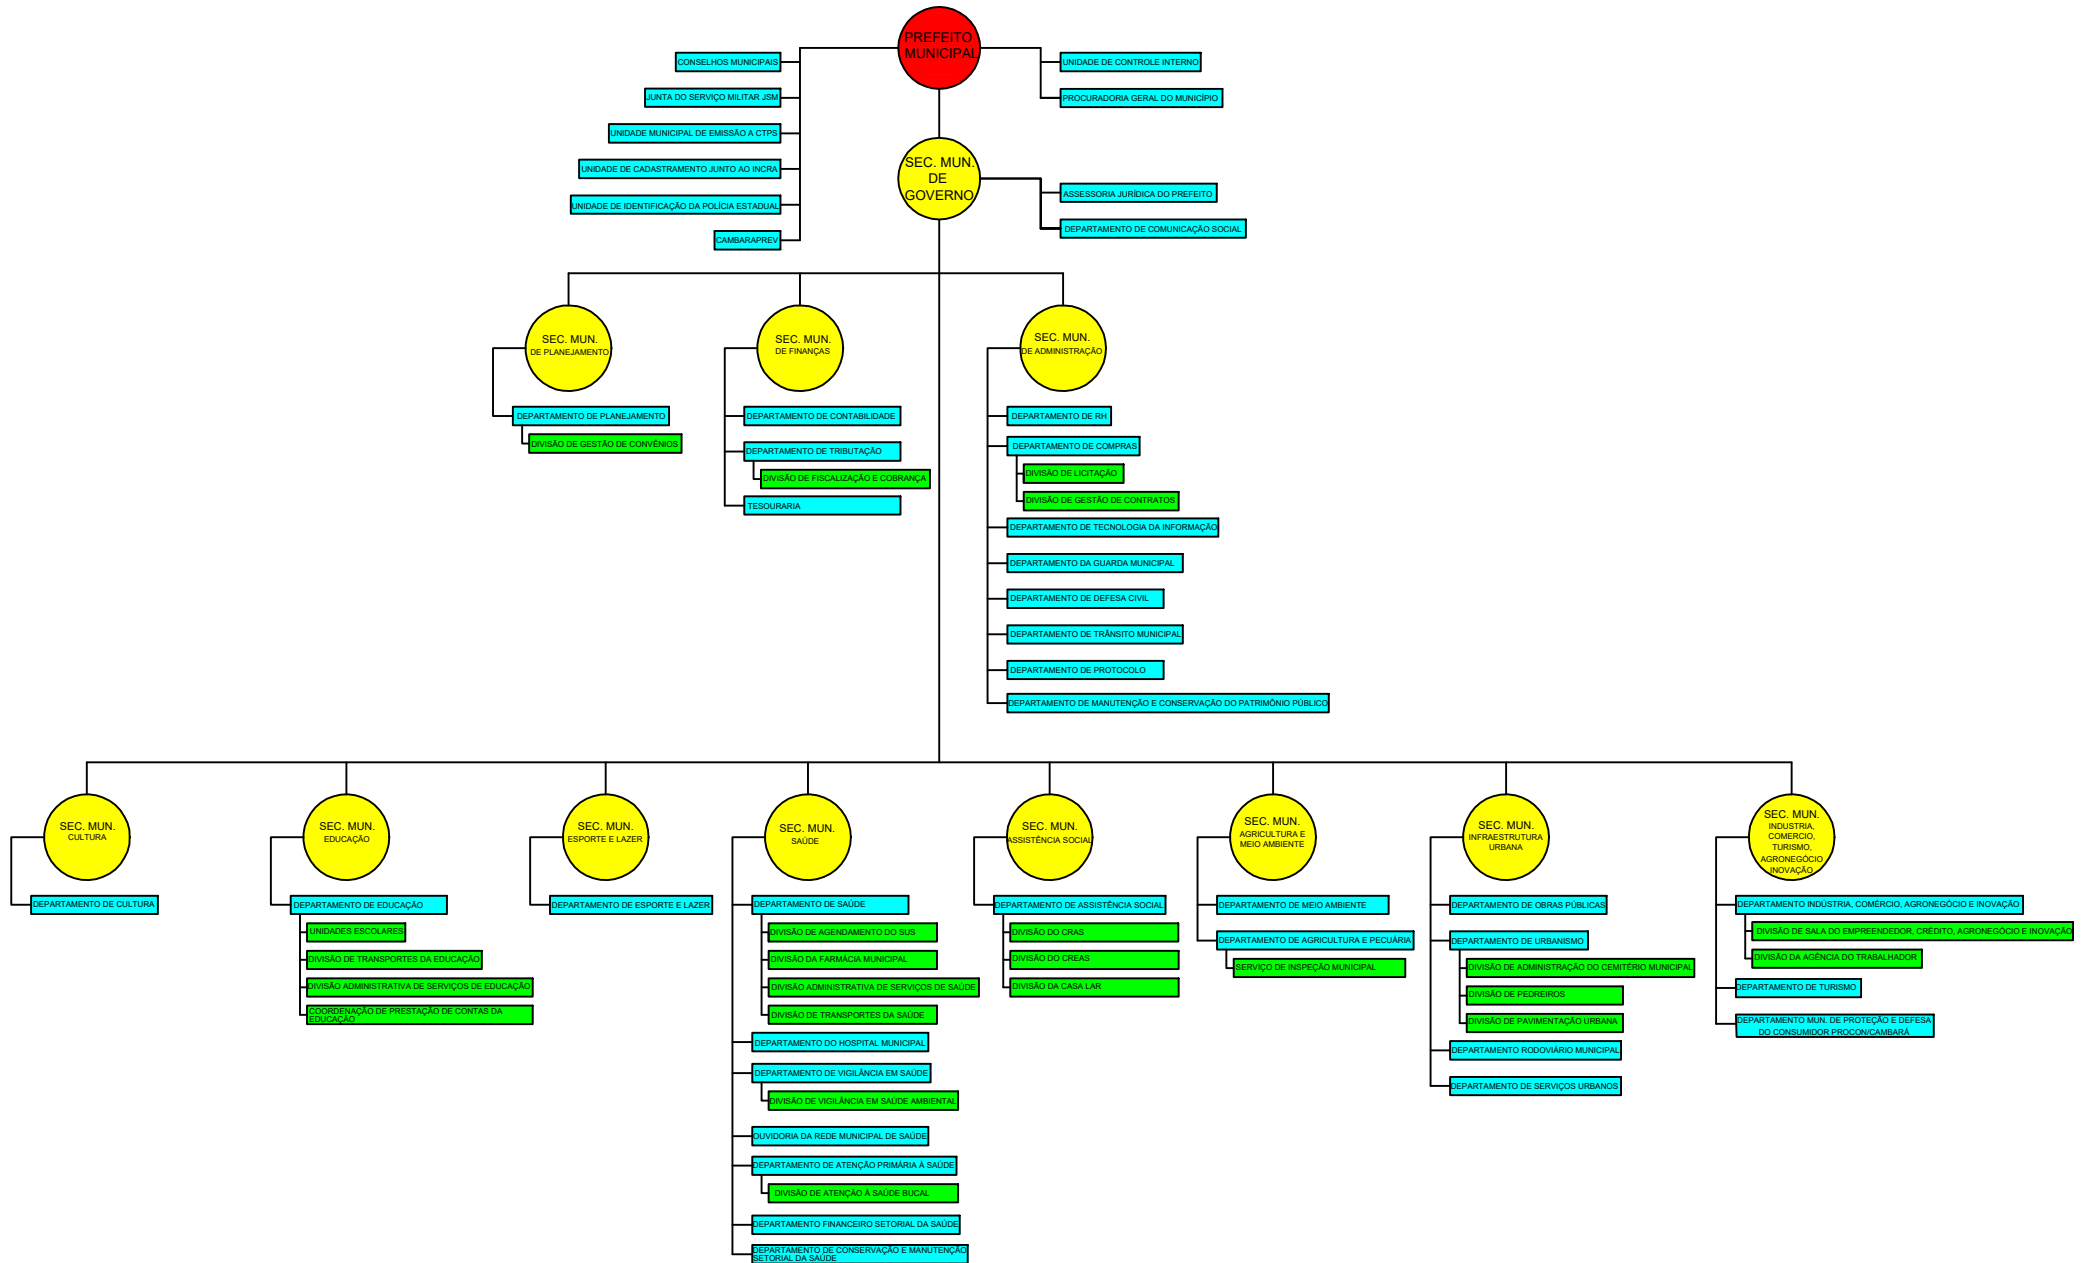 PREFEITO
MUNICIPAL
CONSELHOS MUNICIPAIS
JUNTA DO SERVIÇO MILITAR JSM
UNIDADE MUNICIPAL DE EMISSÃO A CTPS
UNIDADE DE CADASTRAMENTO JUNTO AO INCRA
UNIDADE DE IDENTIFICAÇÃO DA POLÍCIA ESTADUAL
CAMBARAPREV
UNIDADE DE CONTROLE INTERNO
PROCURADORIA GERAL DO MUNICÍPIO
SEC. MUN.
DE
GOVERNO
ASSESSORIA JURÍDICA DO PREFEITO
DEPARTAMENTO DE COMUNICAÇÃO SOCIAL
SEC. MUN.
DE PLANEJAMENTO
DEPARTAMENTO DE PLANEJAMENTO
DIVISÃO DE GESTÃO DE CONVÊNIOS
SEC. MUN.
DE FINANÇAS
DEPARTAMENTO DE CONTABILIDADE
DEPARTAMENTO DE TRIBUTAÇÃO
DIVISÃO DE FISCALIZAÇÃO E COBRANÇA
TESOURARIA
SEC. MUN.
DE ADMINISTRAÇÃO
DEPARTAMENTO DE RH
DEPARTAMENTO DE COMPRAS
DIVISÃO DE LICITAÇÃO
DIVISÃO DE GESTÃO DE CONTRATOS
DEPARTAMENTO DE TECNOLOGIA DA INFORMAÇÃO
DEPARTAMENTO DA GUARDA MUNICIPAL
DEPARTAMENTO DE DEFESA CIVIL
DEPARTAMENTO DE TRÂNSITO MUNICIPAL
DEPARTAMENTO DE PROTOCOLO
DEPARTAMENTO DE MANUTENÇÃO E CONSERVAÇÃO DO PATRIMÔNIO PÚBLICO
SEC. MUN.
CULTURA
DEPARTAMENTO DE CULTURA
SEC. MUN.
EDUCAÇÃO
DEPARTAMENTO DE EDUCAÇÃO
UNIDADES ESCOLARES
DIVISÃO DE TRANSPORTES DA EDUCAÇÃO
DIVISÃO ADMINISTRATIVA DE SERVIÇOS DE EDUCAÇÃO
COORDENAÇÃO DE PRESTAÇÃO DE CONTAS DA
EDUCAÇÃO
SEC. MUN.
ESPORTE E LAZER
DEPARTAMENTO DE ESPORTE E LAZER
SEC. MUN.
SAÚDE
DEPARTAMENTO DE SAÚDE
DIVISÃO DE AGENDAMENTO DO SUS
DIVISÃO DA FARMÁCIA MUNICIPAL
DIVISÃO ADMINISTRATIVA DE SERVIÇOS DE SAÚDE
DIVISÃO DE TRANSPORTES DA SAÚDE
DEPARTAMENTO DO HOSPITAL MUNICIPAL
DEPARTAMENTO DE VIGILÂNCIA EM SAÚDE
DIVISÃO DE VIGILÂNCIA EM SAÚDE AMBIENTAL
OUVIDORIA DA REDE MUNICIPAL DE SAÚDE
DEPARTAMENTO DE ATENÇÃO PRIMÁRIA À SAÚDE
DIVISÃO DE ATENÇÃO À SAÚDE BUCAL
DEPARTAMENTO FINANCEIRO SETORIAL DA SAÚDE
DEPARTAMENTO DE CONSERVAÇÃO E MANUTENÇÃO
SETORIAL DA SAÚDE
SEC. MUN.
ASSISTÊNCIA SOCIAL
DEPARTAMENTO DE ASSISTÊNCIA SOCIAL
DIVISÃO DO CRAS
DIVISÃO DO CREAS
DIVISÃO DA CASA LAR
SEC. MUN.
AGRICULTURA E
MEIO AMBIENTE
DEPARTAMENTO DE MEIO AMBIENTE
DEPARTAMENTO DE AGRICULTURA E PECUÁRIA
SERVIÇO DE INSPEÇÃO MUNICIPAL
SEC. MUN.
INFRAESTRUTURA
URBANA
DEPARTAMENTO DE OBRAS PÚBLICAS
DEPARTAMENTO DE URBANISMO
DIVISÃO DE ADMINISTRAÇÃO DO CEMITÉRIO MUNICIPAL
DIVISÃO DE PEDREIROS
DIVISÃO DE PAVIMENTAÇÃO URBANA
DEPARTAMENTO RODOVIÁRIO MUNICIPAL
DEPARTAMENTO DE SERVIÇOS URBANOS
SEC. MUN.
INDUSTRIA,
COMERCIO,
TURISMO,
AGRONEGÓCIO
INOVAÇÃO
DEPARTAMENTO INDÚSTRIA, COMÉRCIO, AGRONEGÓCIO E INOVAÇÃO
DIVISÃO DE SALA DO EMPREENDEDOR, CRÉDITO, AGRONEGÓCIO E INOVAÇÃO
DIVISÃO DA AGÊNCIA DO TRABALHADOR
DEPARTAMENTO DE TURISMO
DEPARTAMENTO MUN. DE PROTEÇÃO E DEFESA
DO CONSUMIDOR PROCON/CAMBARÁ